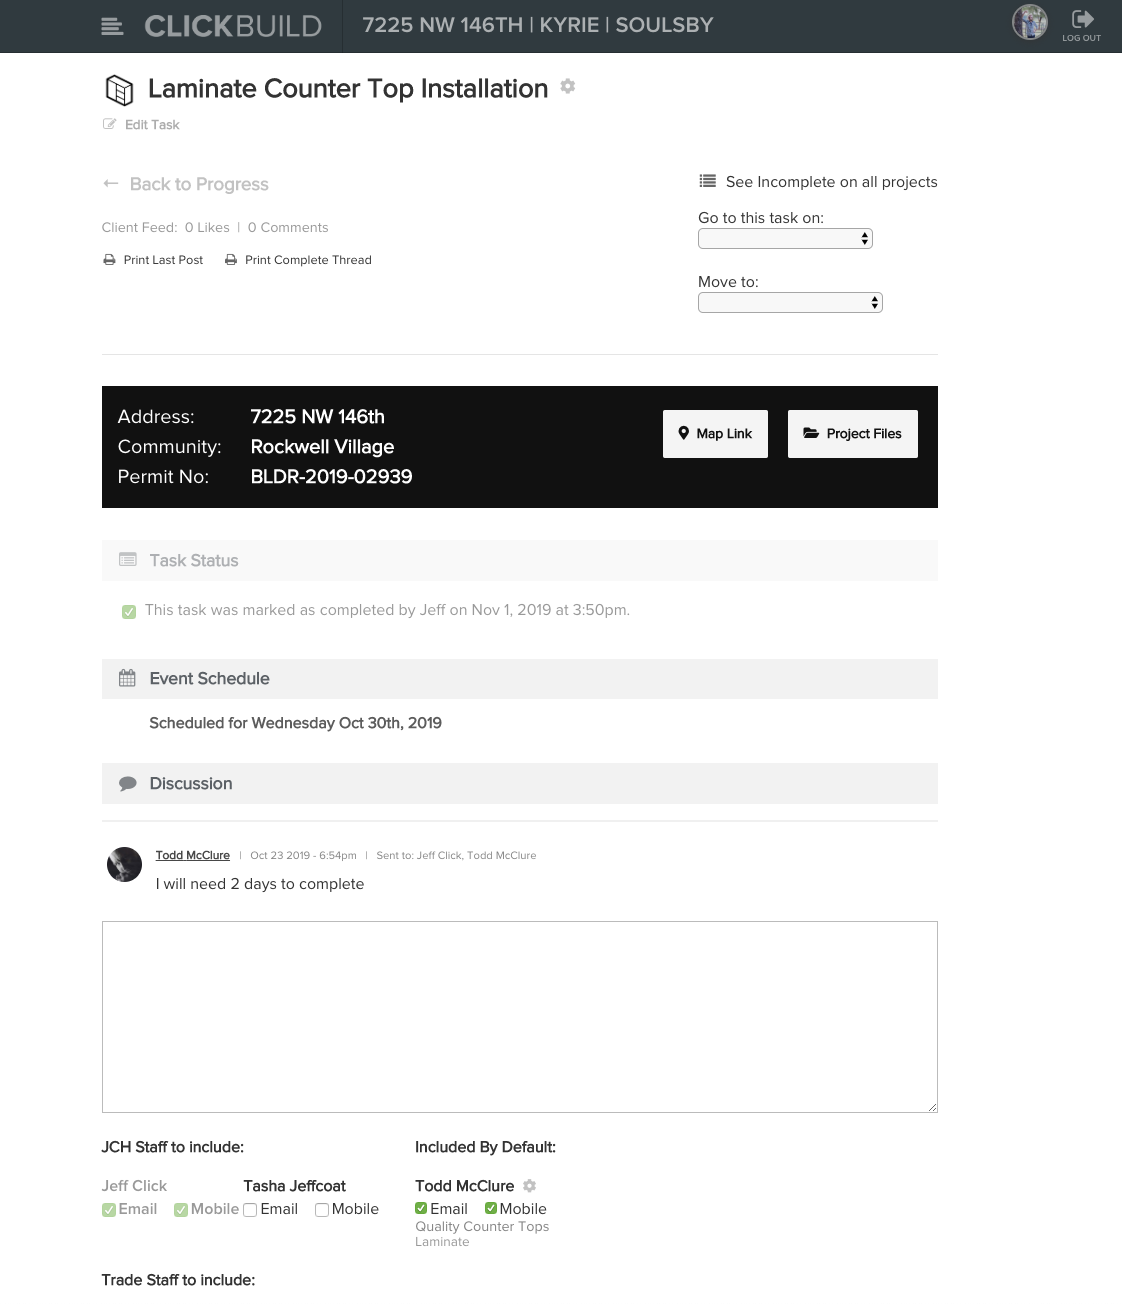 CLICKBUILD
7225 NW 146TH | KYRIE | SOULSBY
LOG OUT
Laminate Counter Top Installation
Edit Task
Back to Progress
See Incomplete on all projects
Go to this task on:
Client Feed: 0 Likes | 0 Comments
Print Last Post Print Complete Thread
Move to:
Address: 7225 NW 146th
Community: Rockwell Village
Permit No: BLDR-2019-02939
Map Link
Project Files
Task Status
This task was marked as completed by Jeff on Nov 1, 2019 at 3:50pm.
Event Schedule
Scheduled for Wednesday Oct 30th, 2019
Discussion
Todd McClure | Oct 23 2019 - 6:54pm | Sent to: Jeff Click, Todd McClure
I will need 2 days to complete
JCH Staff to include:
Jeff Click
Email Mobile
Tasha Jeffcoat
Email Mobile
Included By Default:
Todd McClure
Email Mobile
Quality Counter Tops
Laminate
Trade Staff to include: